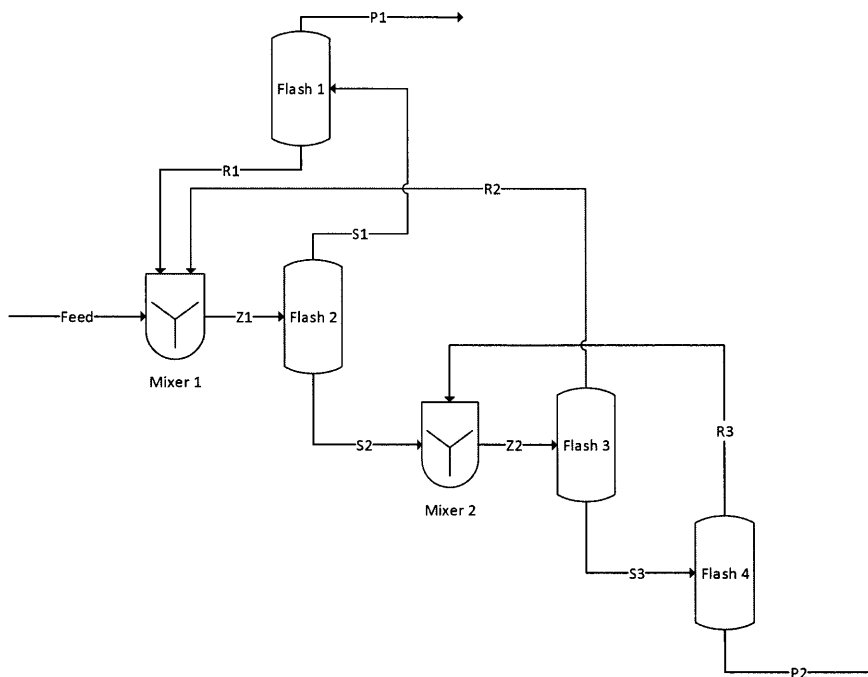 P1
Flash 1
R1
R2
S1
Feed
Z1
Flash 2
Mixer 1
S2
Z2
Flash 3
R3
Mixer 2
S3
Flash 4
P2